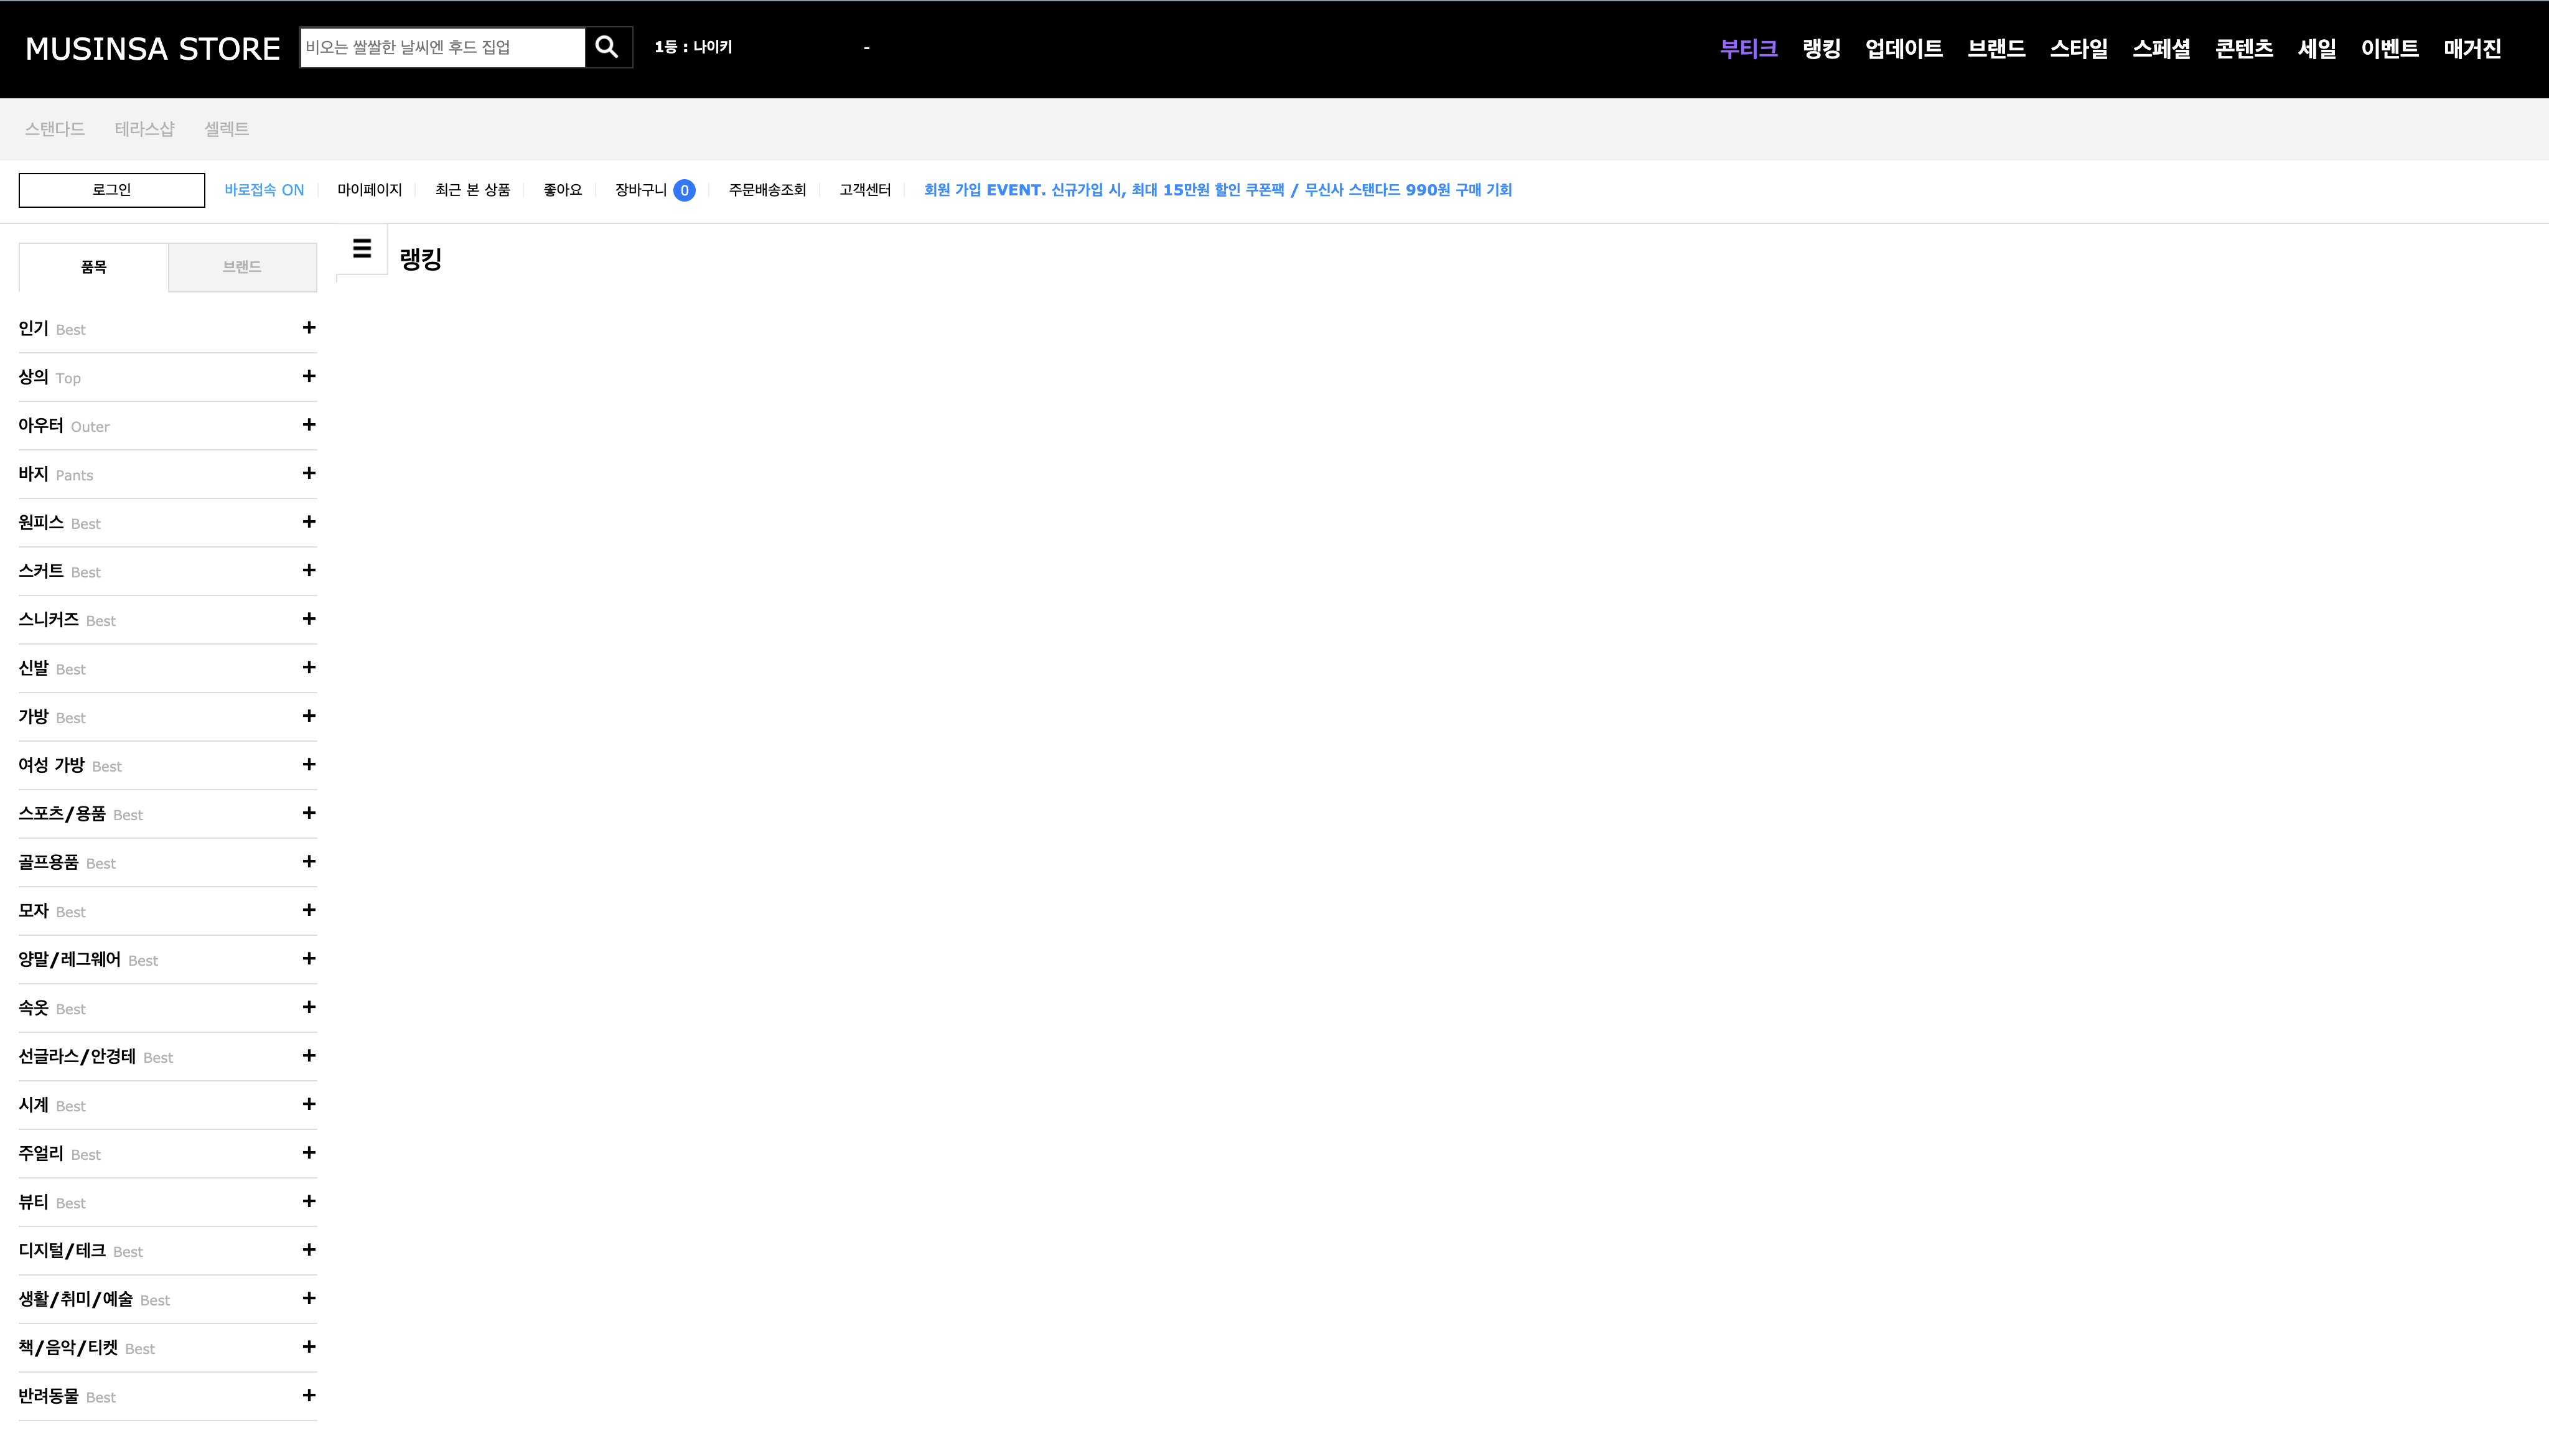 MUSINSA STORE 비오는 쌀쌀한 날씨엔 후드 집업 1등 : 나이키 - 부티크 랭킹 업데이트 브랜드 스타일 스페셜 콘텐츠 세일 이벤트 매거진
스탠다드 테라스샵 셀렉트
로그인 바로접속 ON 마이페이지 최근 본 상품 좋아요 장바구니 0 주문배송조회 고객센터 회원 가입 EVENT. 신규가입 시, 최대 15만원 할인 쿠폰팩 / 무신사 스탠다드 990원 구매 기회
품목 브랜드
랭킹
인기 Best +
상의 Top +
아우터 Outer +
바지 Pants +
원피스 Best +
스커트 Best +
스니커즈 Best +
신발 Best +
가방 Best +
여성 가방 Best +
스포츠/용품 Best +
골프용품 Best +
모자 Best +
양말/레그웨어 Best +
속옷 Best +
선글라스/안경테 Best +
시계 Best +
주얼리 Best +
뷰티 Best +
디지털/테크 Best +
생활/취미/예술 Best +
책/음악/티켓 Best +
반려동물 Best +